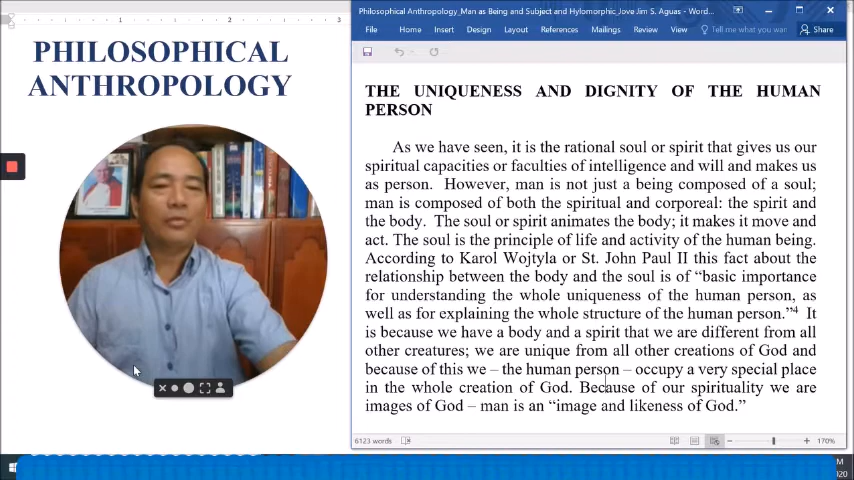 Philosophical Anthropology_Man as Being and Subject and Hylomorphic_Jove Jim S. Aguas - Word...
File Home Insert Design Layout References Mailings Review View Tell me what you wan Share
1 2 3
PHILOSOPHICAL
ANTHROPOLOGY
THE UNIQUENESS AND DIGNITY OF THE HUMAN
PERSON
As we have seen, it is the rational soul or spirit that gives us our
spiritual capacities or faculties of intelligence and will and makes us
as person. However, man is not just a being composed of a soul;
man is composed of both the spiritual and corporeal: the spirit and
the body. The soul or spirit animates the body; it makes it move and
act. The soul is the principle of life and activity of the human being.
According to Karol Wojtyla or St. John Paul II this fact about the
relationship between the body and the soul is of “basic importance
for understanding the whole uniqueness of the human person, as
well as for explaining the whole structure of the human person.”4 It
is because we have a body and a spirit that we are different from all
other creatures; we are unique from all other creations of God and
because of this we – the human person – occupy a very special place
in the whole creation of God. Because of our spirituality we are
images of God – man is an “image and likeness of God.”
6123 words
170%
M
020